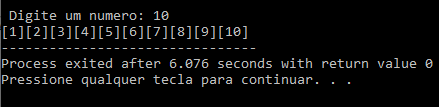 Digite um numero: 10
[1][2][3][4][5][6][7][8][9][10]
--------------------------------
Process exited after 6.076 seconds with return value 0
Pressione qualquer tecla para continuar. . .